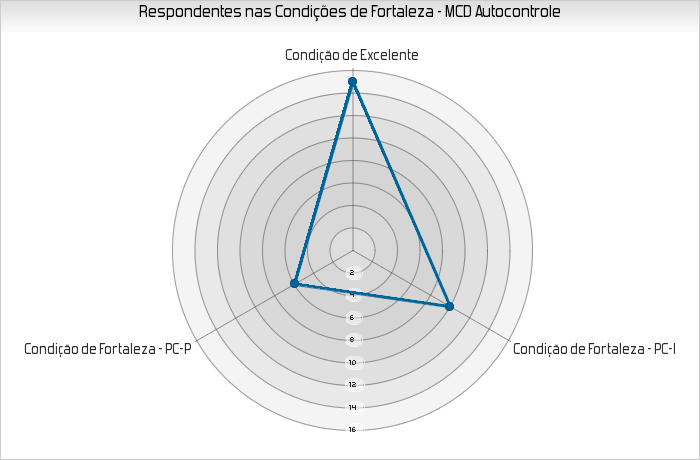 Respondentes nas Condições de Fortaleza - MCD Autocontrole
Condição de Excelente
2
4
6
8
10
12
14
16
Condição de Fortaleza - PC-P
Condição de Fortaleza - PC-I